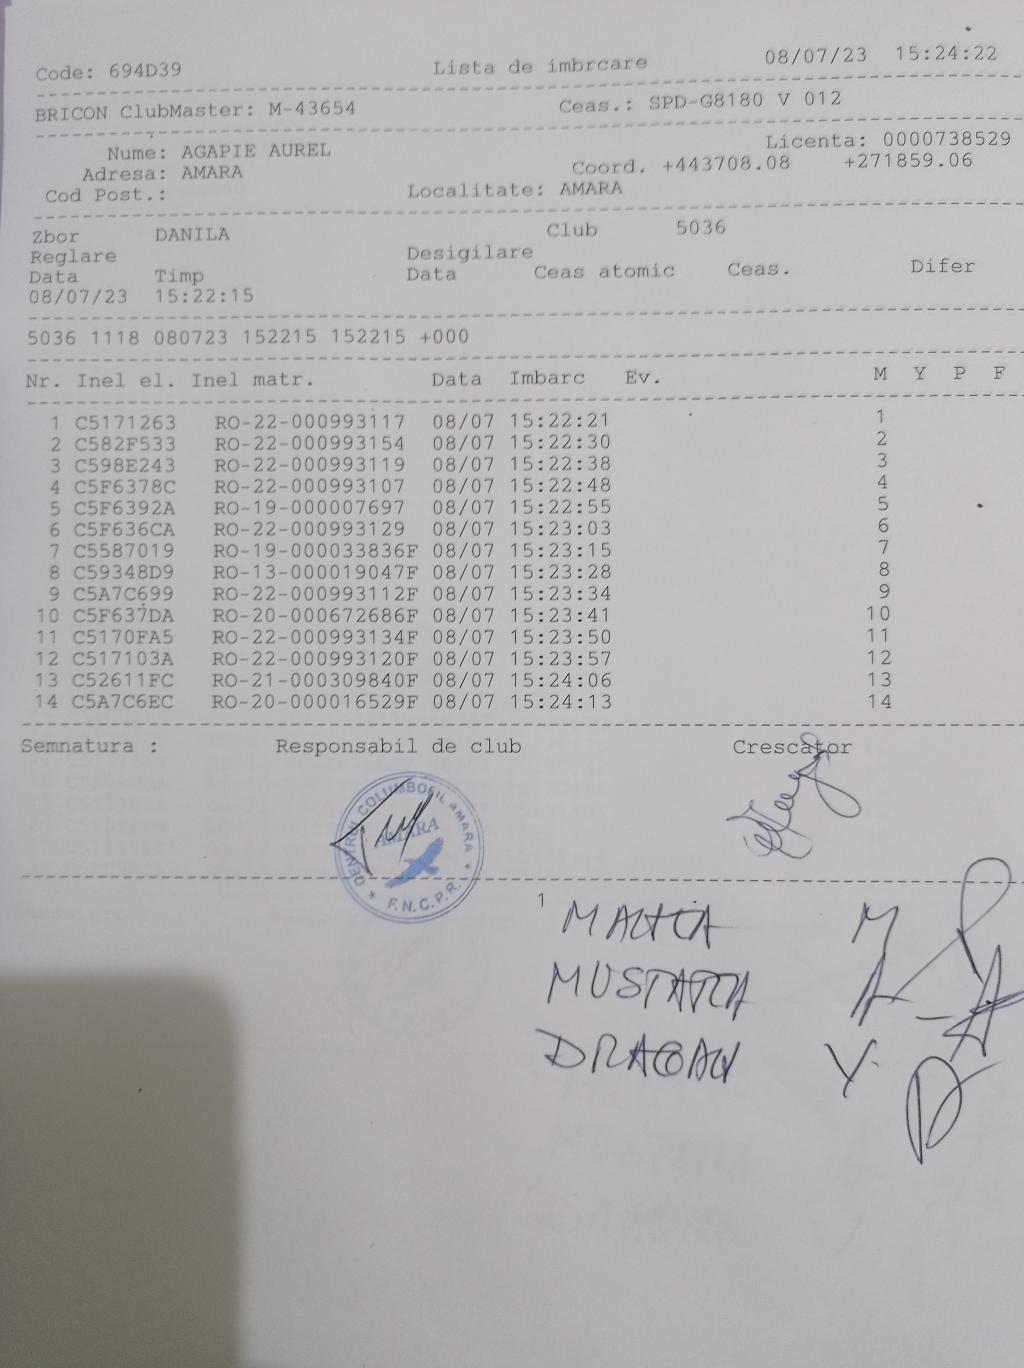 Code: 694D39 Lista de imbrcare 08/07/23 15:24:22
BRICON ClubMaster: M-43654 Ceas.: SPD-G8180 V 012
Licenta: 0000738529
Nume: AGAPIE AUREL
Adresa: AMARA Coord. +443708.08 +271859.06
Cod Post.: Localitate: AMARA
Zbor DANILA Club 5036
Reglare Desigilare
Data Timp Data Ceas atomic Ceas. Difer
08/07/23 15:22:15
5036 1118 080723 152215 152215 +000
Nr. Inel el. Inel matr. Data Imbarc Ev. M Y P F
1 C5171263 RO-22-000993117 08/07 15:22:21 1
2 C582F533 RO-22-000993154 08/07 15:22:30 2
3 C598E243 RO-22-000993119 08/07 15:22:38 3
4 C5F6378C RO-22-000993107 08/07 15:22:48 4
5 C5F6392A RO-19-000007697 08/07 15:22:55 5
6 C5F636CA RO-22-000993129 08/07 15:23:03 6
7 C5587019 RO-19-000033836F 08/07 15:23:15 7
8 C59348D9 RO-13-000019047F 08/07 15:23:28 8
9 C5A7C699 RO-22-000993112F 08/07 15:23:34 9
10 C5F637DA RO-20-000672686F 08/07 15:23:41 10
11 C5170FA5 RO-22-000993134F 08/07 15:23:50 11
12 C517103A RO-22-000993120F 08/07 15:23:57 12
13 C52611FC RO-21-000309840F 08/07 15:24:06 13
14 C5A7C6EC RO-20-000016529F 08/07 15:24:13 14
Semnatura : Responsabil de club Crescator
COLUMBOFIL AMARA
AMARA
F.N.C.P.R.
1
M
MUSTATEA
DRAGAN Y.